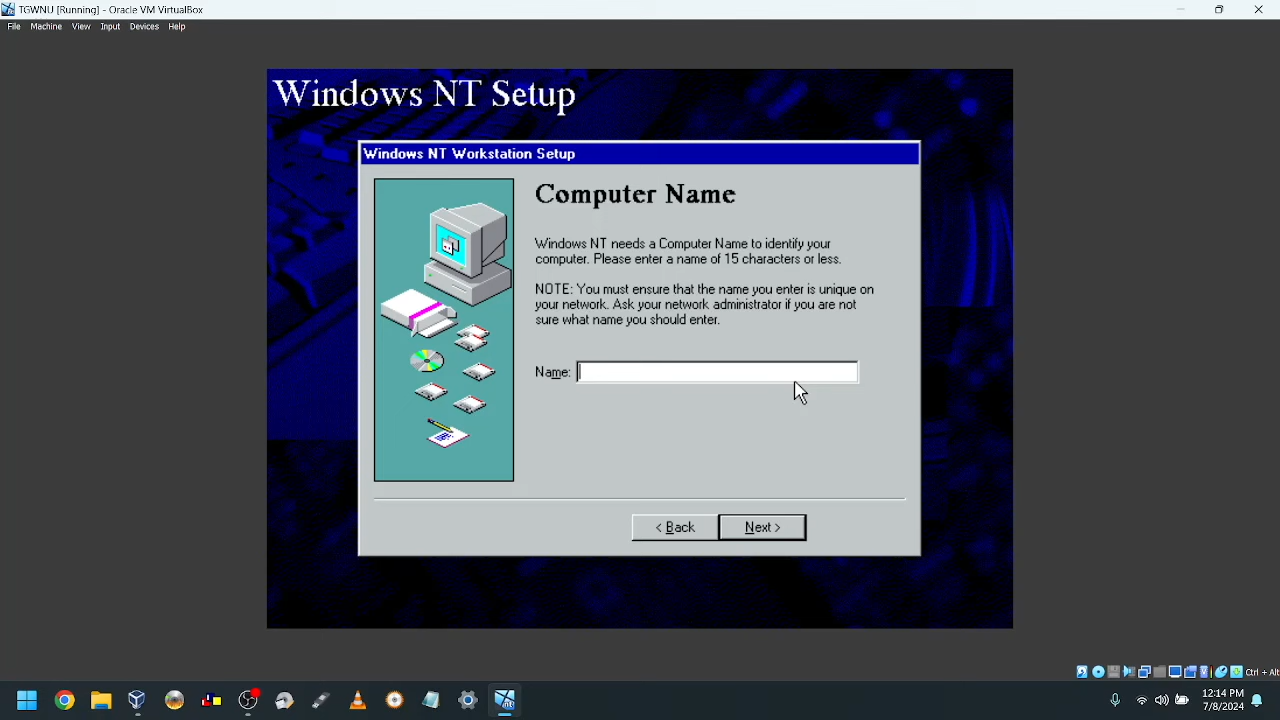 TGWNU [Running] - Oracle VM VirtualBox
File Machine View Input Devices Help
Windows NT Setup
Windows NT Workstation Setup
Computer Name
Windows NT needs a Computer Name to identify your
computer. Please enter a name of 15 characters or less.
NOTE: You must ensure that the name you enter is unique on
your network. Ask your network administrator if you are not
sure what name you should enter.
Name:
< Back Next >
Ctrl + Alt
12:14 PM
7/8/2024